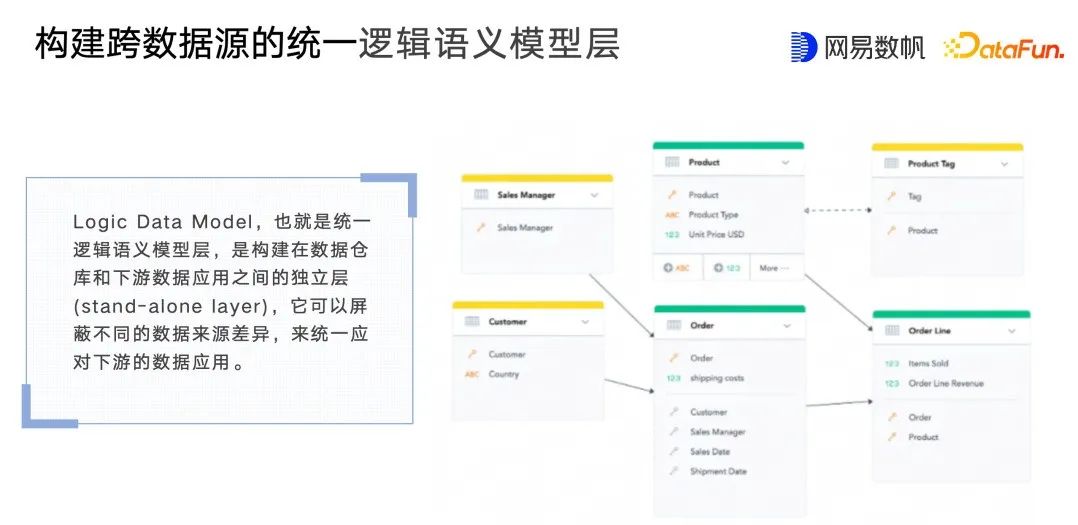 构建跨数据源的统一逻辑语义模型层
网易数帆
DataFun.
Logic Data Model，也就是统一
逻辑语义模型层，是构建在数据仓
库和下游数据应用之间的独立层
(stand-alone layer)，它可以屏
蔽不同的数据来源差异，来统一应
对下游的数据应用。
Sales Manager
Sales Manager
Customer
Customer
ABC Country
Product
Product
ABC Product Type
123 Unit Price USD
ABC
123
More ···
Order
Order
123 shipping costs
Customer
Sales Manager
Sales Date
Shipment Date
Product Tag
Tag
Product
Order Line
123 Items Sold
123 Order Line Revenue
Order
Product